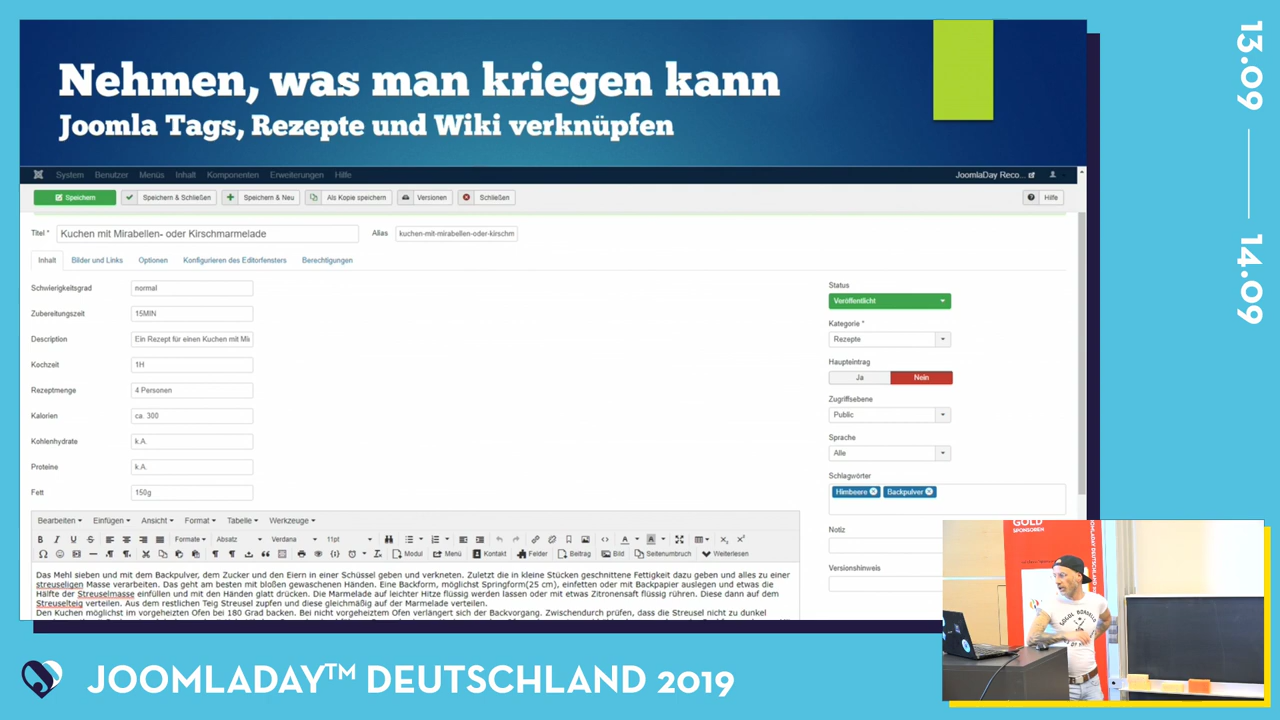 Nehmen, was man kriegen kann
Joomla Tags, Rezepte und Wiki verknüpfen
System Benutzer Menüs Inhalt Komponenten Erweiterungen Hilfe JoomlaDay Reco...
Speichern Speichern & Schließen Speichern & Neu Als Kopie speichern Versionen Schließen Hilfe
Titel * Kuchen mit Mirabellen- oder Kirschmarmelade Alias kuchen-mit-mirabellen-oder-kirschm
Inhalt Bilder und Links Optionen Konfigurieren des Editorfensters Berechtigungen
Schwierigkeitsgrad normal
Zubereitungszeit 15MIN
Description Ein Rezept für einen Kuchen mit Mi
Kochzeit 1H
Rezeptmenge 4 Personen
Kalorien ca. 300
Kohlenhydrate k.A.
Proteine k.A.
Fett 150g
Status
Veröffentlicht
Kategorie *
Rezepte
Haupteintrag
Ja Nein
Zugriffsebene
Public
Sprache
Alle
Schlagwörter
Himbeere Backpulver
Notiz
Versionshinweis
Bearbeiten Einfügen Ansicht Format Tabelle Werkzeuge
B I U S Formate Absatz Verdana 11pt
Modul Menü Kontakt Felder Beitrag Bild Seitenumbruch Weiterlesen
Das Mehl sieben und mit dem Backpulver, dem Zucker und den Eiern in einer Schüssel geben und verkneten. Zuletzt die in kleine Stücken geschnittene Fettigkeit dazu geben und alles zu einer
streuseligen Masse verarbeiten. Das geht am besten mit bloßen gewaschenen Händen. Eine Backform, möglichst Springform(25 cm), einfetten oder mit Backpapier auslegen und etwas die
Hälfte der Streuselmasse einfüllen und mit den Händen glatt drücken. Die Marmelade auf leichter Hitze flüssig werden lassen oder mit etwas Zitronensaft flüssig rühren. Diese dann auf dem
Streuselteig verteilen. Aus dem restlichen Teig Streusel zupfen und diese gleichmäßig auf der Marmelade verteilen.
Den Kuchen möglichst im vorgeheizten Ofen bei 180 Grad backen. Bei nicht vorgeheiztem Ofen verlängert sich der Backvorgang. Zwischendurch prüfen, dass die Streusel nicht zu dunkel
13.09
14.09
GOLD
SPONSOREN
JOOMLADAY™ DEUTSCHLAND 2019